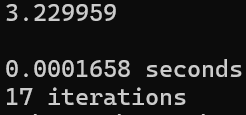 3.229959
0.0001658 seconds
17 iterations